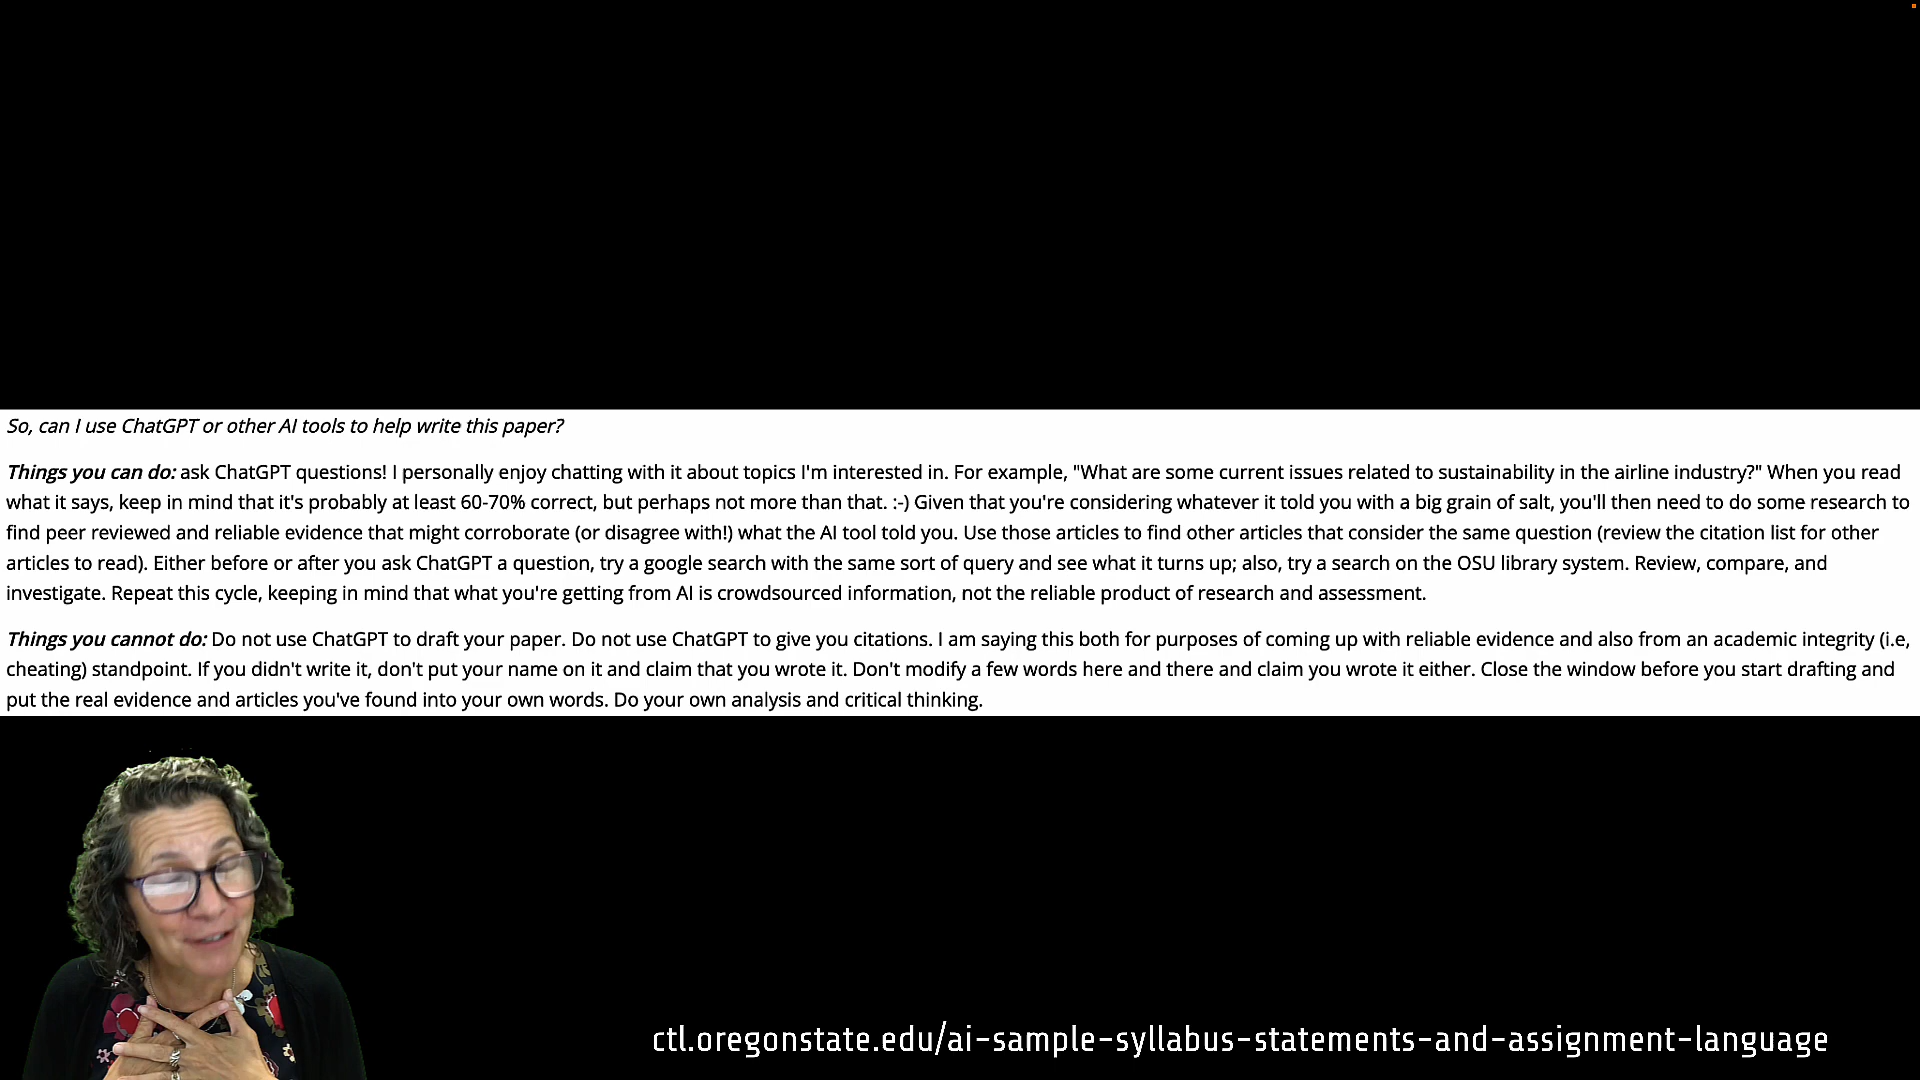 So, can I use ChatGPT or other AI tools to help write this paper?
Things you can do: ask ChatGPT questions! I personally enjoy chatting with it about topics I'm interested in. For example, "What are some current issues related to sustainability in the airline industry?" When you read
what it says, keep in mind that it's probably at least 60-70% correct, but perhaps not more than that. :-) Given that you're considering whatever it told you with a big grain of salt, you'll then need to do some research to
find peer reviewed and reliable evidence that might corroborate (or disagree with!) what the AI tool told you. Use those articles to find other articles that consider the same question (review the citation list for other
articles to read). Either before or after you ask ChatGPT a question, try a google search with the same sort of query and see what it turns up; also, try a search on the OSU library system. Review, compare, and
investigate. Repeat this cycle, keeping in mind that what you're getting from AI is crowdsourced information, not the reliable product of research and assessment.
Things you cannot do: Do not use ChatGPT to draft your paper. Do not use ChatGPT to give you citations. I am saying this both for purposes of coming up with reliable evidence and also from an academic integrity (i.e,
cheating) standpoint. If you didn't write it, don't put your name on it and claim that you wrote it. Don't modify a few words here and there and claim you wrote it either. Close the window before you start drafting and
put the real evidence and articles you've found into your own words. Do your own analysis and critical thinking.
ctl.oregonstate.edu/ai-sample-syllabus-statements-and-assignment-language